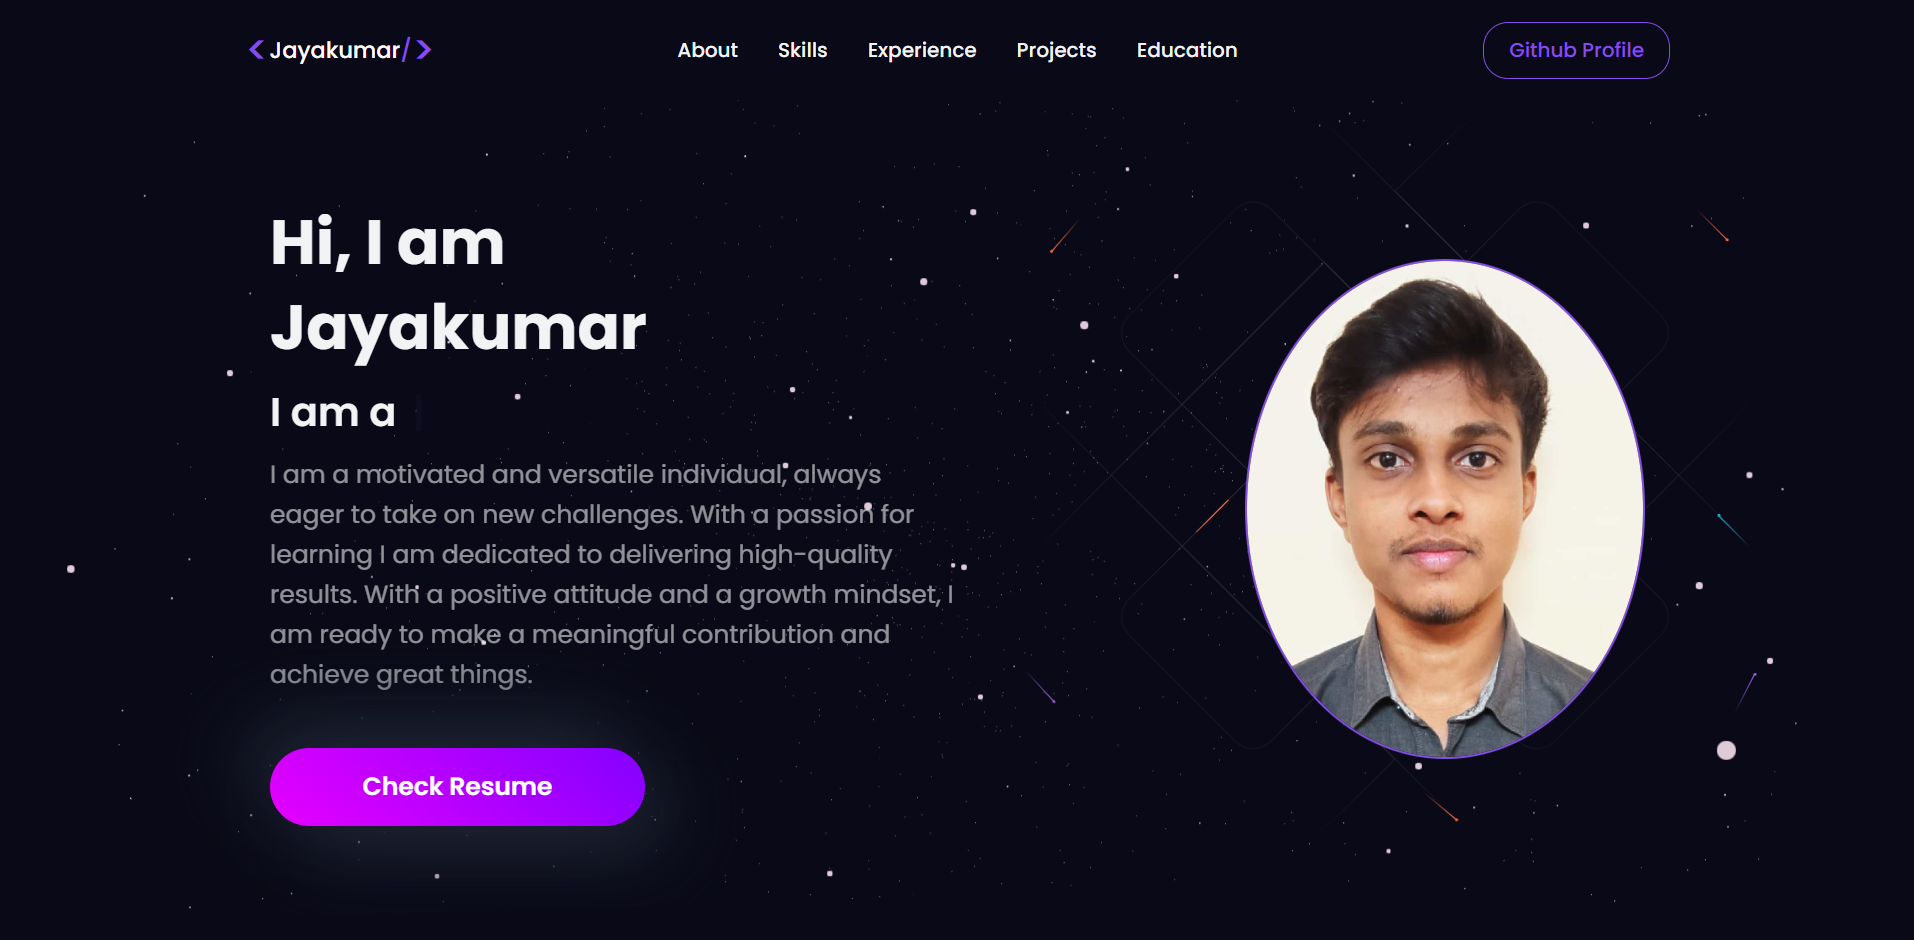 <Jayakumar/>
About Skills Experience Projects Education
Github Profile
Hi, I am
Jayakumar
I am a
I am a motivated and versatile individual, always
eager to take on new challenges. With a passion for
learning I am dedicated to delivering high-quality
results. With a positive attitude and a growth mindset, I
am ready to make a meaningful contribution and
achieve great things.
Check Resume